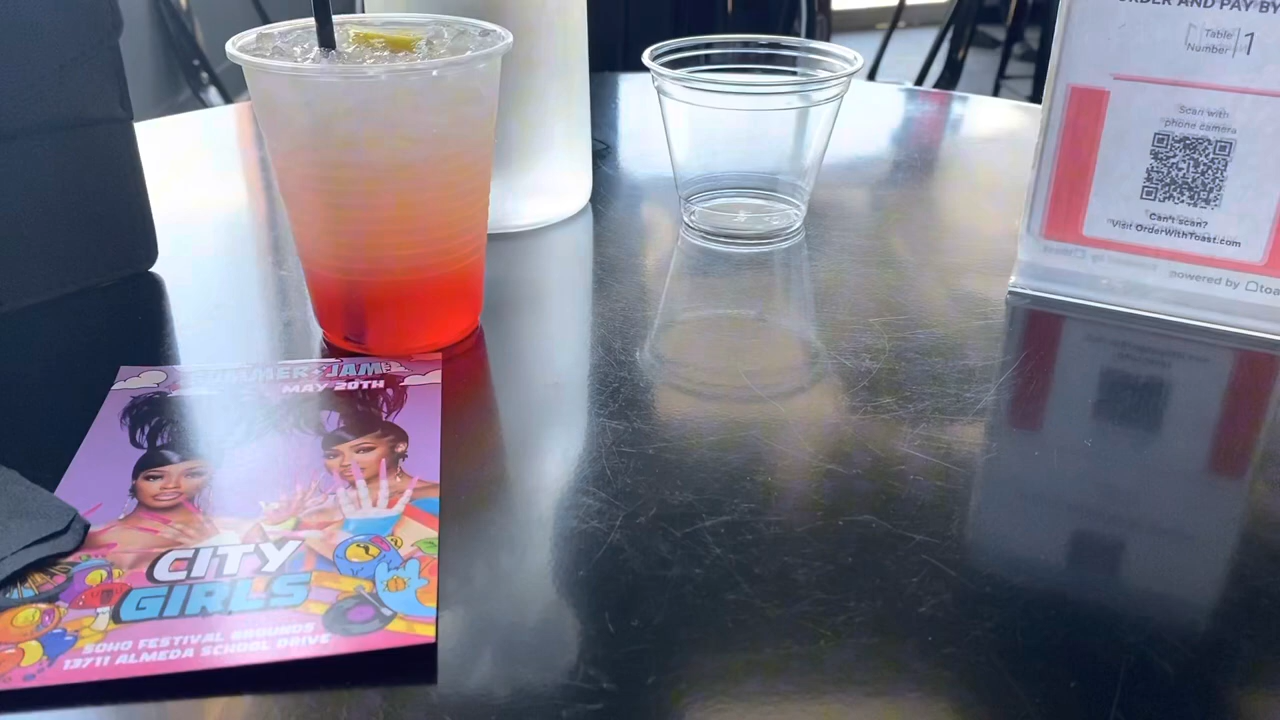 ORDER AND PAY BY
Table
Number
1
Scan with
phone camera
Can't scan?
Visit OrderWithToast.com
powered by toa
SUMMER JAM
MAY 20TH
CITY
GIRLS
SOHO FESTIVAL GROUNDS
13711 ALMEDA SCHOOL DRIVE